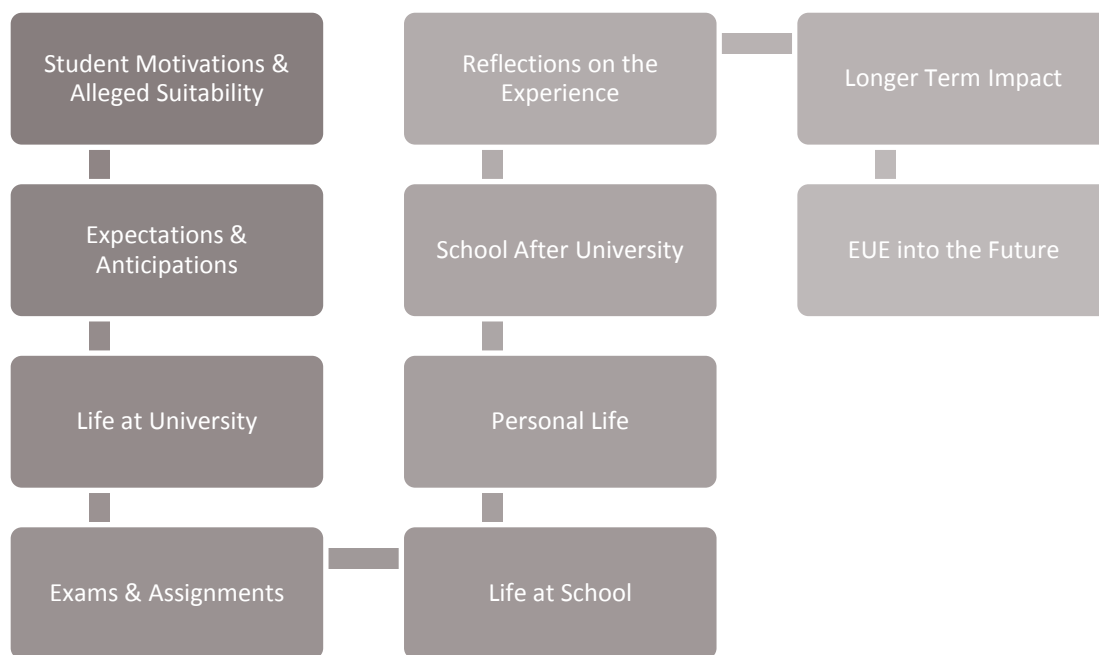 Student Motivations &
Alleged Suitability
Expectations &
Anticipations
Life at University
Exams & Assignments
Life at School
Personal Life
School After University
Reflections on the
Experience
Longer Term Impact
EUE into the Future